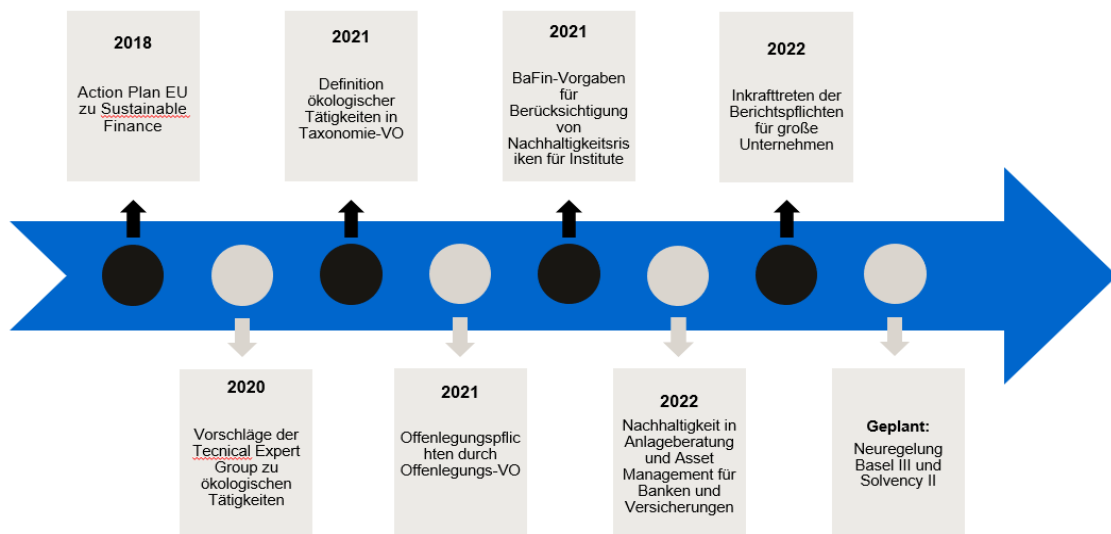 2018
Action Plan EU
zu Sustainable
Finance
2021
Definition
ökologischer
Tätigkeiten in
Taxonomie-VO
2021
BaFin-Vorgaben
für
Berücksichtigung
von
Nachhaltigkeitsris
iken für Institute
2022
Inkrafttreten der
Berichtspflichten
für große
Unternehmen
2020
Vorschläge der
Tecnical Expert
Group zu
ökologischen
Tätigkeiten
2021
Offenlegungspflic
hten durch
Offenlegungs-VO
2022
Nachhaltigkeit in
Anlageberatung
und Asset
Management für
Banken und
Versicherungen
Geplant:
Neuregelung
Basel III und
Solvency II